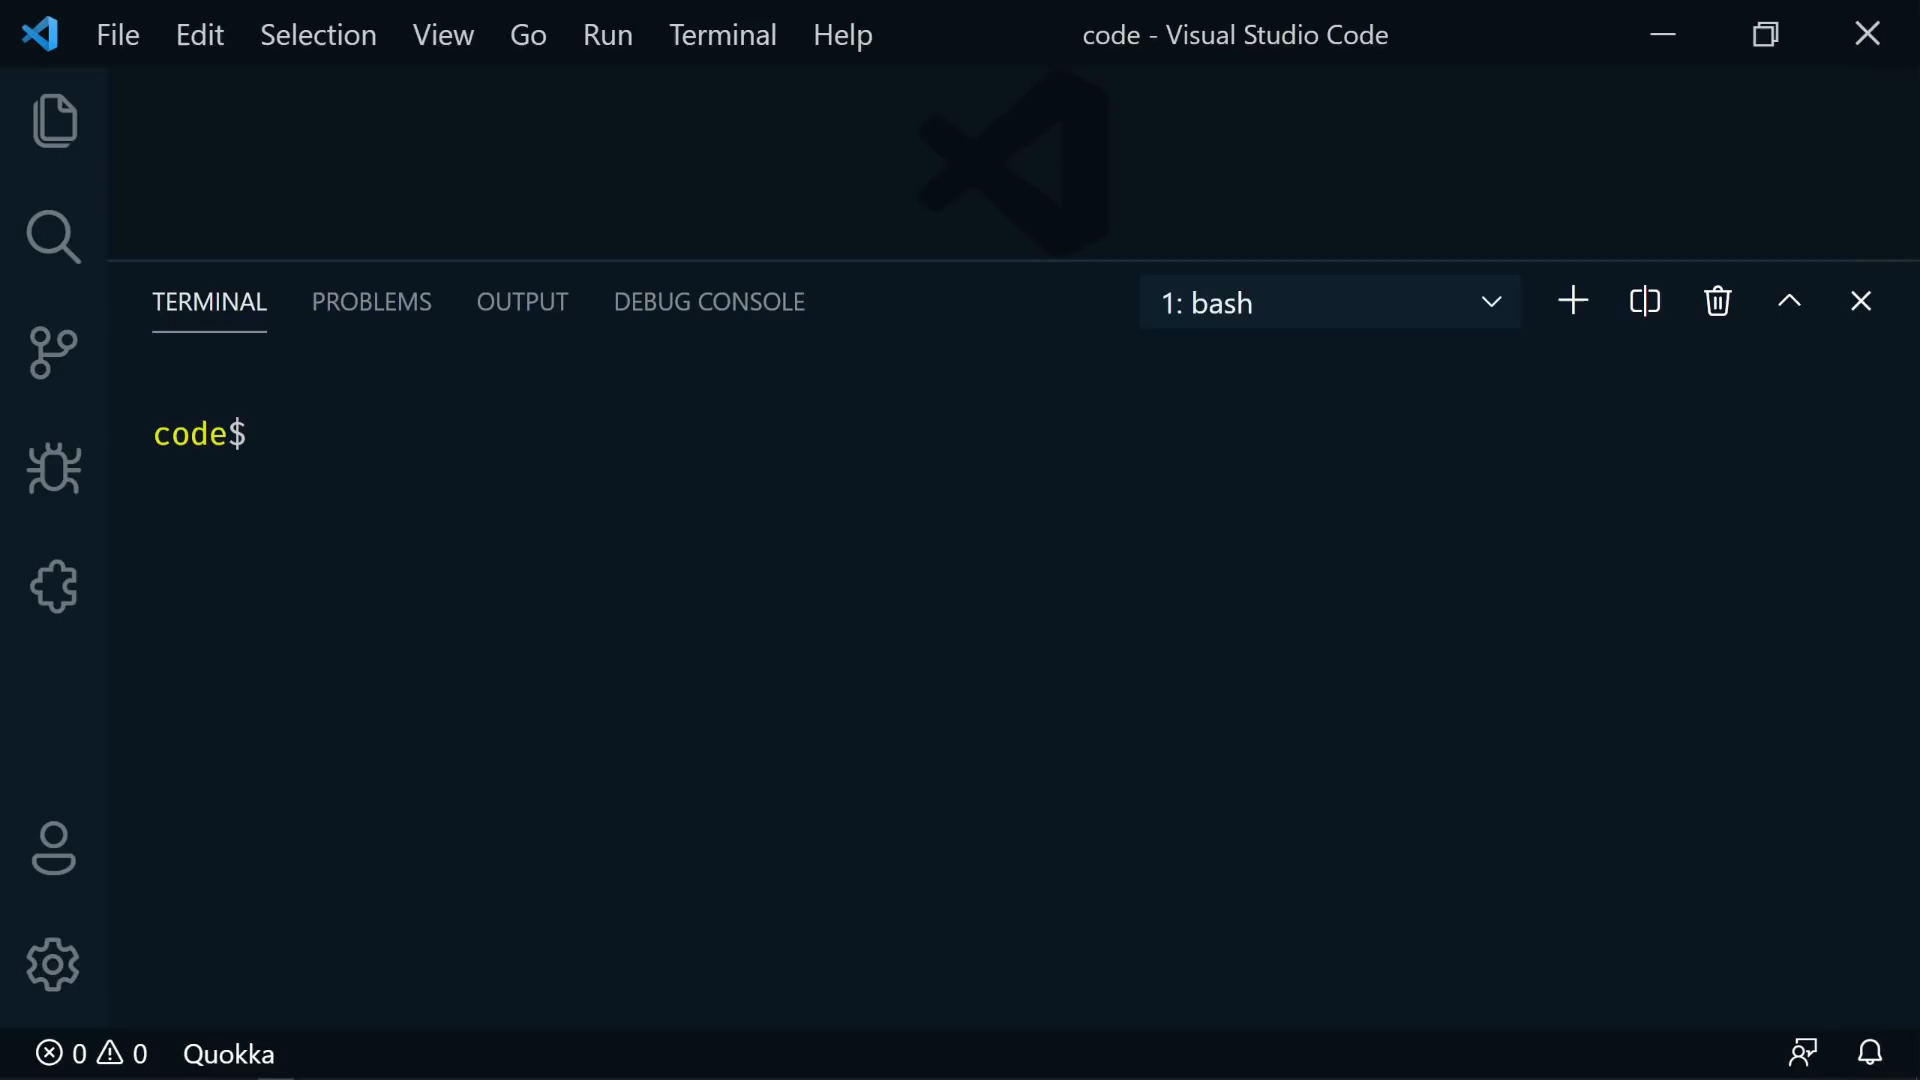 File Edit Selection View Go Run Terminal Help code - Visual Studio Code
TERMINAL PROBLEMS OUTPUT DEBUG CONSOLE 1: bash
code$
0 0 Quokka